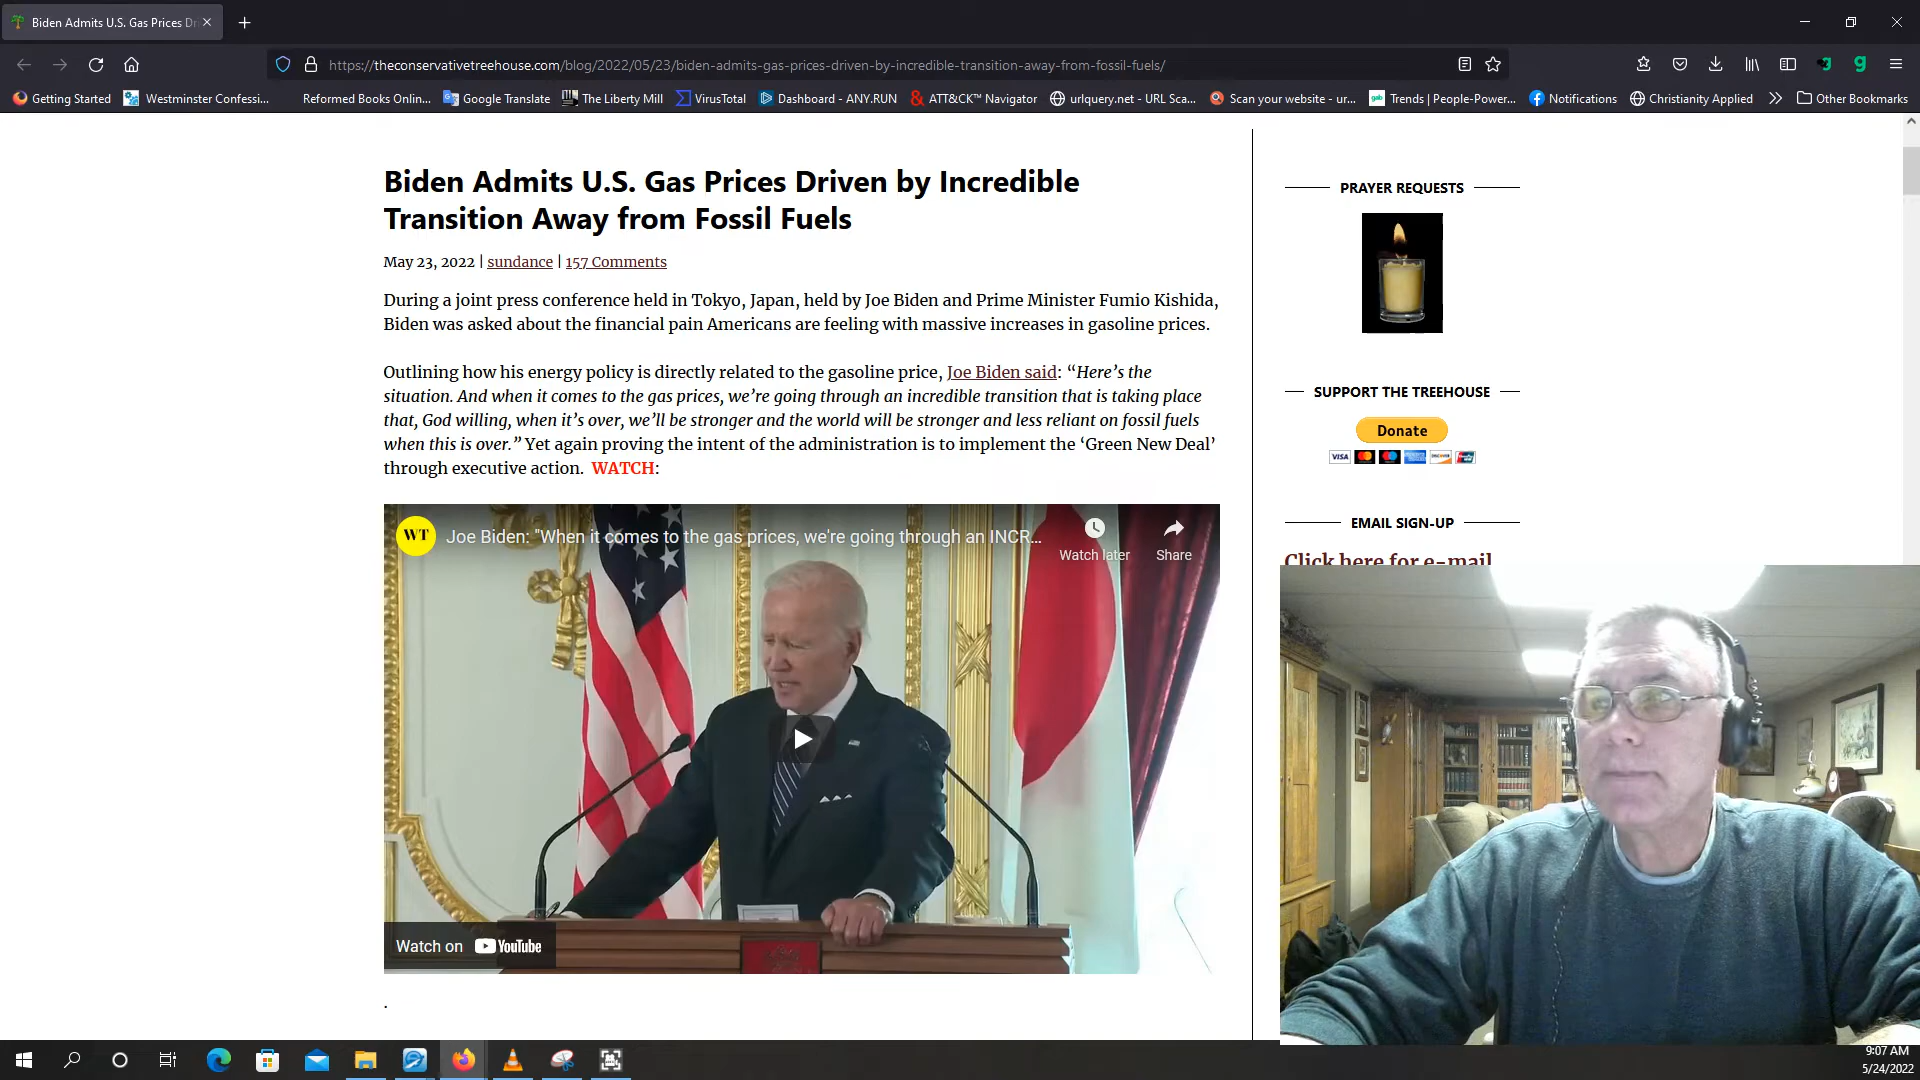 Biden Admits U.S. Gas Prices Dri
https://theconservativetreehouse.com/blog/2022/05/23/biden-admits-gas-prices-driven-by-incredible-transition-away-from-fossil-fuels/
Getting Started
Westminster Confessi...
Reformed Books Onlin...
Google Translate
The Liberty Mill
VirusTotal
Dashboard - ANY.RUN
ATT&CK™ Navigator
urlquery.net - URL Sca...
Scan your website - ur...
Trends | People-Power...
Notifications
Christianity Applied
Other Bookmarks
Biden Admits U.S. Gas Prices Driven by Incredible
Transition Away from Fossil Fuels
May 23, 2022 | sundance | 157 Comments
During a joint press conference held in Tokyo, Japan, held by Joe Biden and Prime Minister Fumio Kishida,
Biden was asked about the financial pain Americans are feeling with massive increases in gasoline prices.
Outlining how his energy policy is directly related to the gasoline price, Joe Biden said: “Here’s the
situation. And when it comes to the gas prices, we’re going through an incredible transition that is taking place
that, God willing, when it’s over, we’ll be stronger and the world will be stronger and less reliant on fossil fuels
when this is over.” Yet again proving the intent of the administration is to implement the ‘Green New Deal’
through executive action. WATCH:
WT
Joe Biden: "When it comes to the gas prices, we're going through an INCR...
Watch later
Share
Watch on YouTube
.
PRAYER REQUESTS
SUPPORT THE TREEHOUSE
Donate
VISA
EMAIL SIGN-UP
Click here for e-mail
9:07 AM
5/24/2022